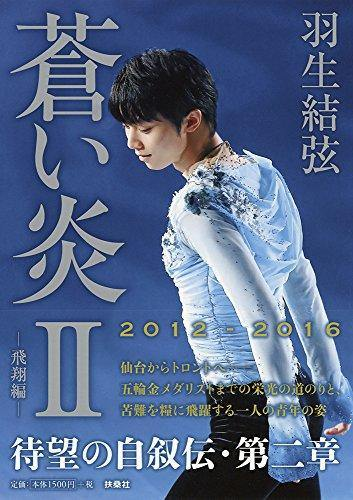 羽生結弦
蒼い炎II
―飛翔編―
2012-2016
仙台からトロントへ――
五輪金メダリストまでの栄光の道のりと、
苦難を糧に飛躍する一人の青年の姿
待望の自叙伝・第二章
定価：本体1500円+税
扶桑社